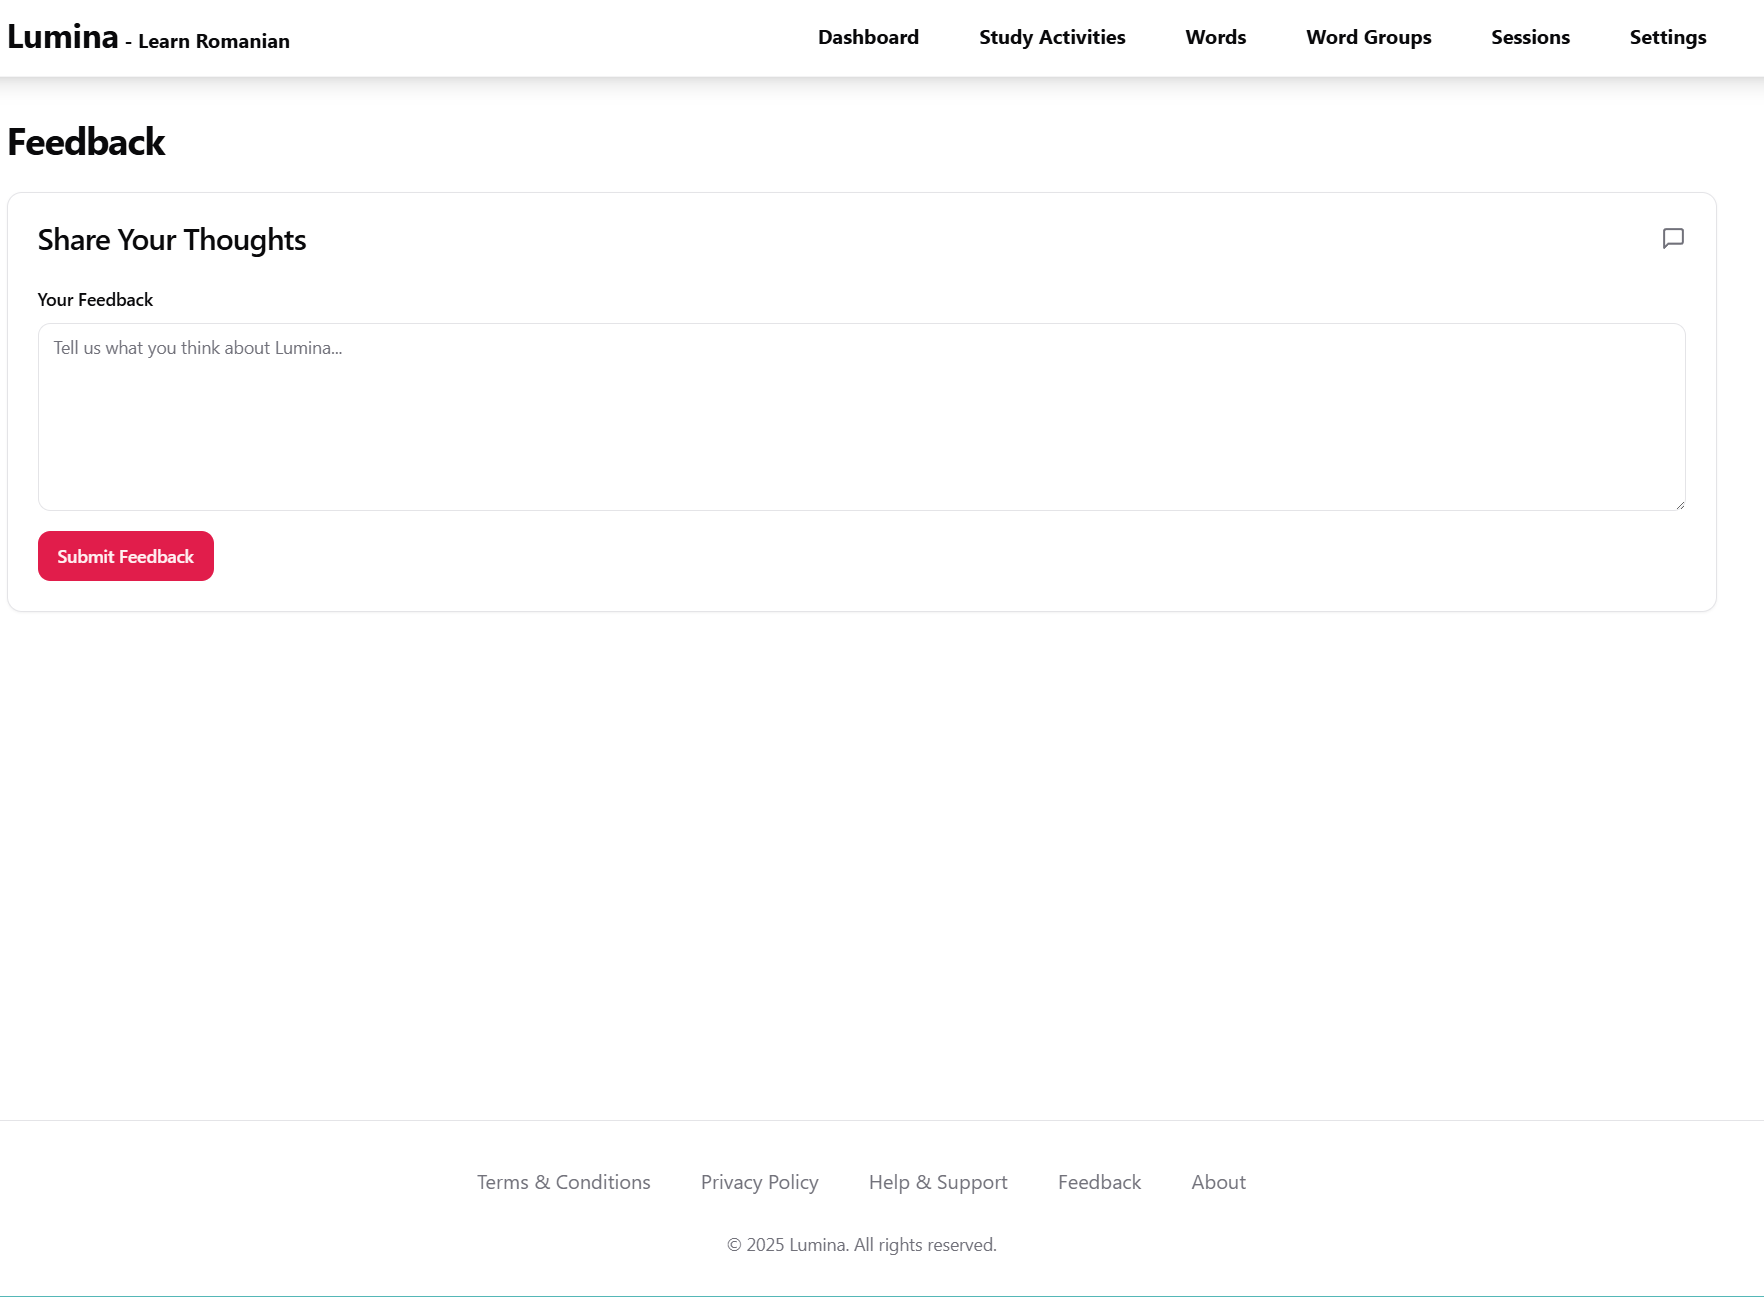 Lumina - Learn Romanian Dashboard Study Activities Words Word Groups Sessions Settings
Feedback
Share Your Thoughts
Your Feedback
Tell us what you think about Lumina...
Submit Feedback
Terms & Conditions Privacy Policy Help & Support Feedback About
© 2025 Lumina. All rights reserved.